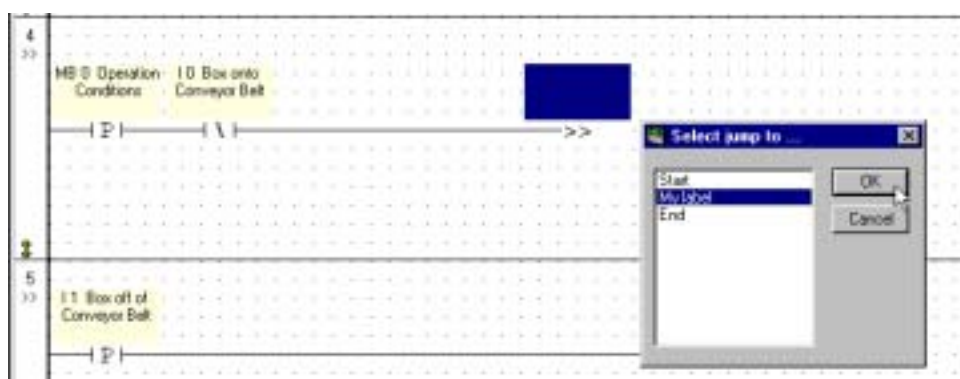 4
>>
MB 0 Operation Conditions
I 0 Box onto Conveyor Belt
P
\
>>
Select jump to ...
Start
My label
End
OK
Cancel
5
>>
I 1 Box off of Conveyor Belt
P